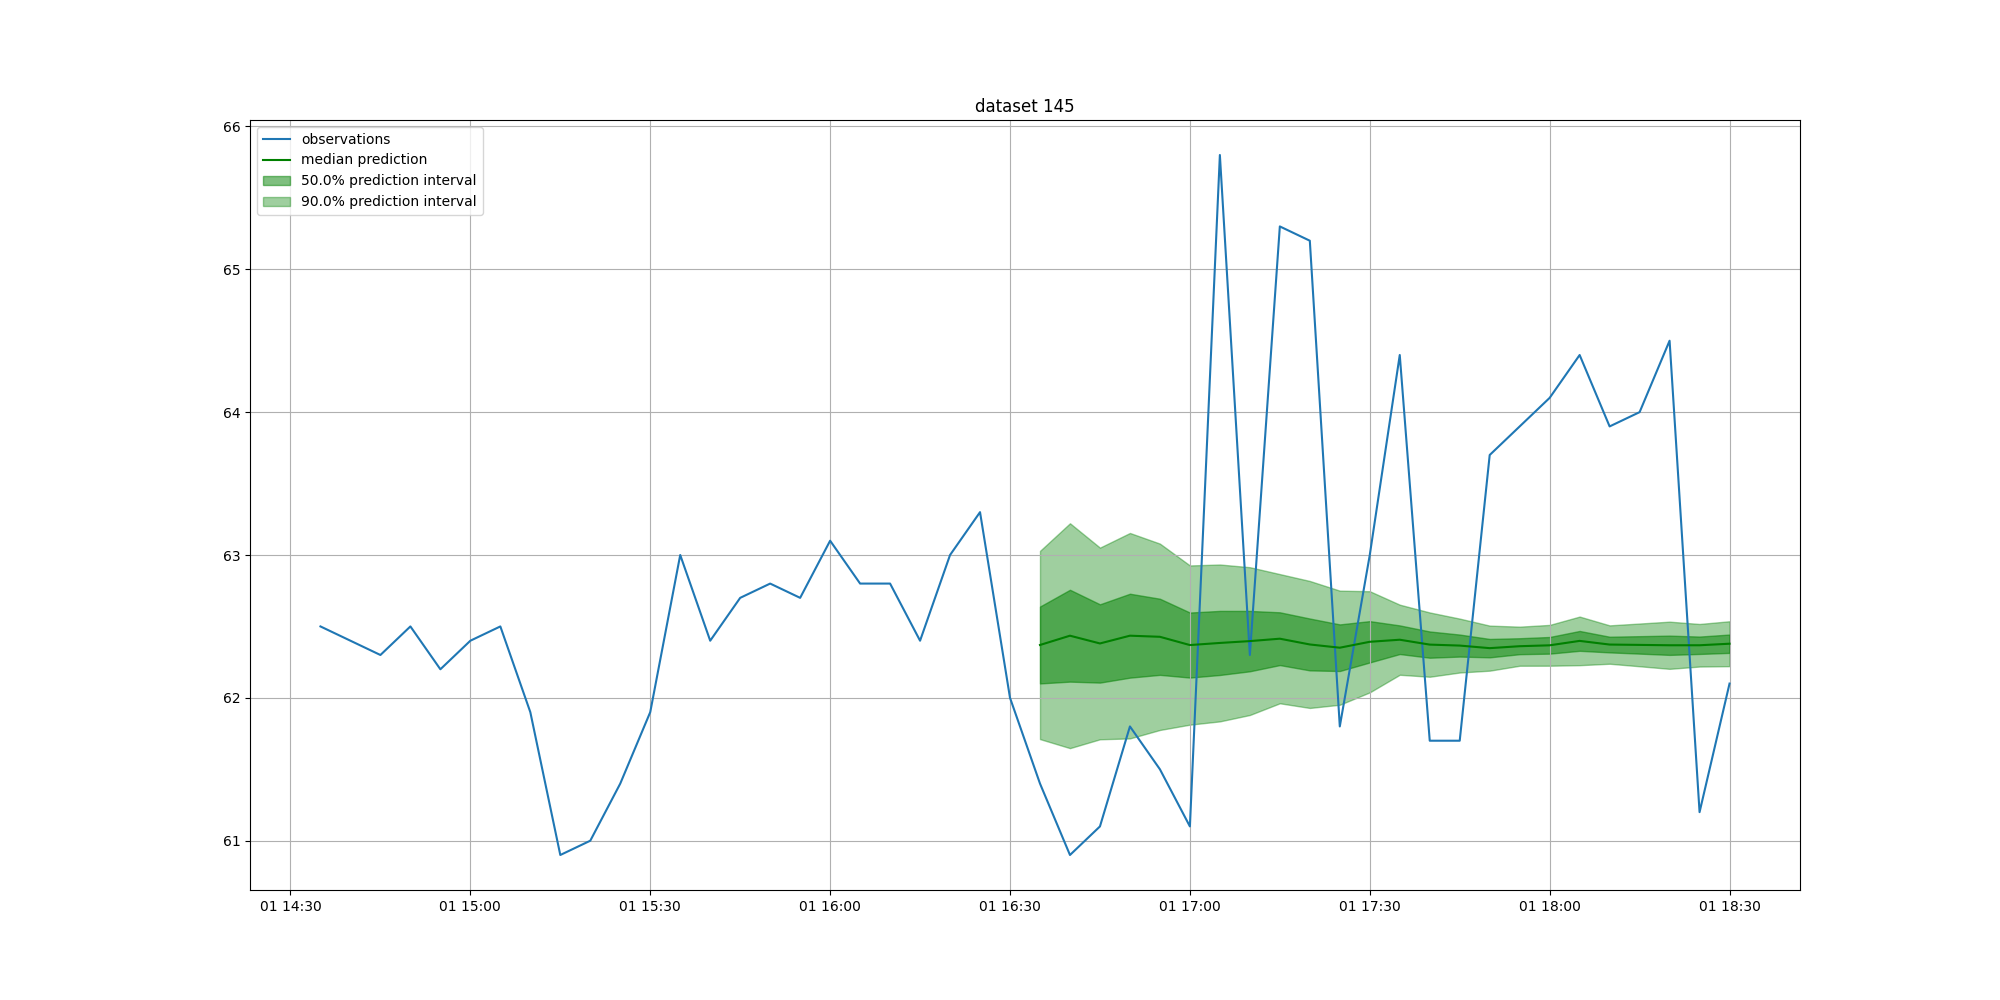 dataset 145
66
65
64
63
62
61
observations
median prediction
50.0% prediction interval
90.0% prediction interval
01 14:30 01 15:00 01 15:30 01 16:00 01 16:30 01 17:00 01 17:30 01 18:00 01 18:30